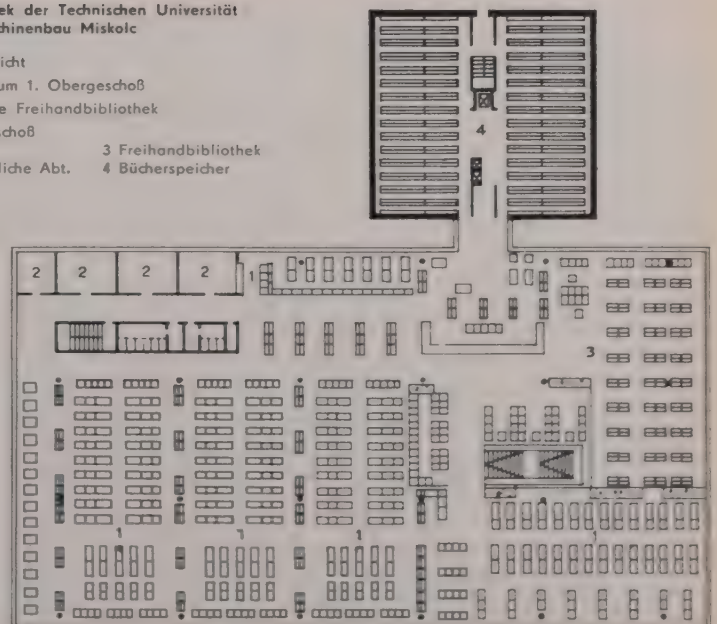 ek der Technischen Universität
chinenbau Miskolc
icht
um 1. Obergeschoß
e Freihandbibliothek
choß
3 Freihandbibliothek
liche Abt. 4 Bücherspeicher
4
2 2 2 2 1
3
1 1 1 1